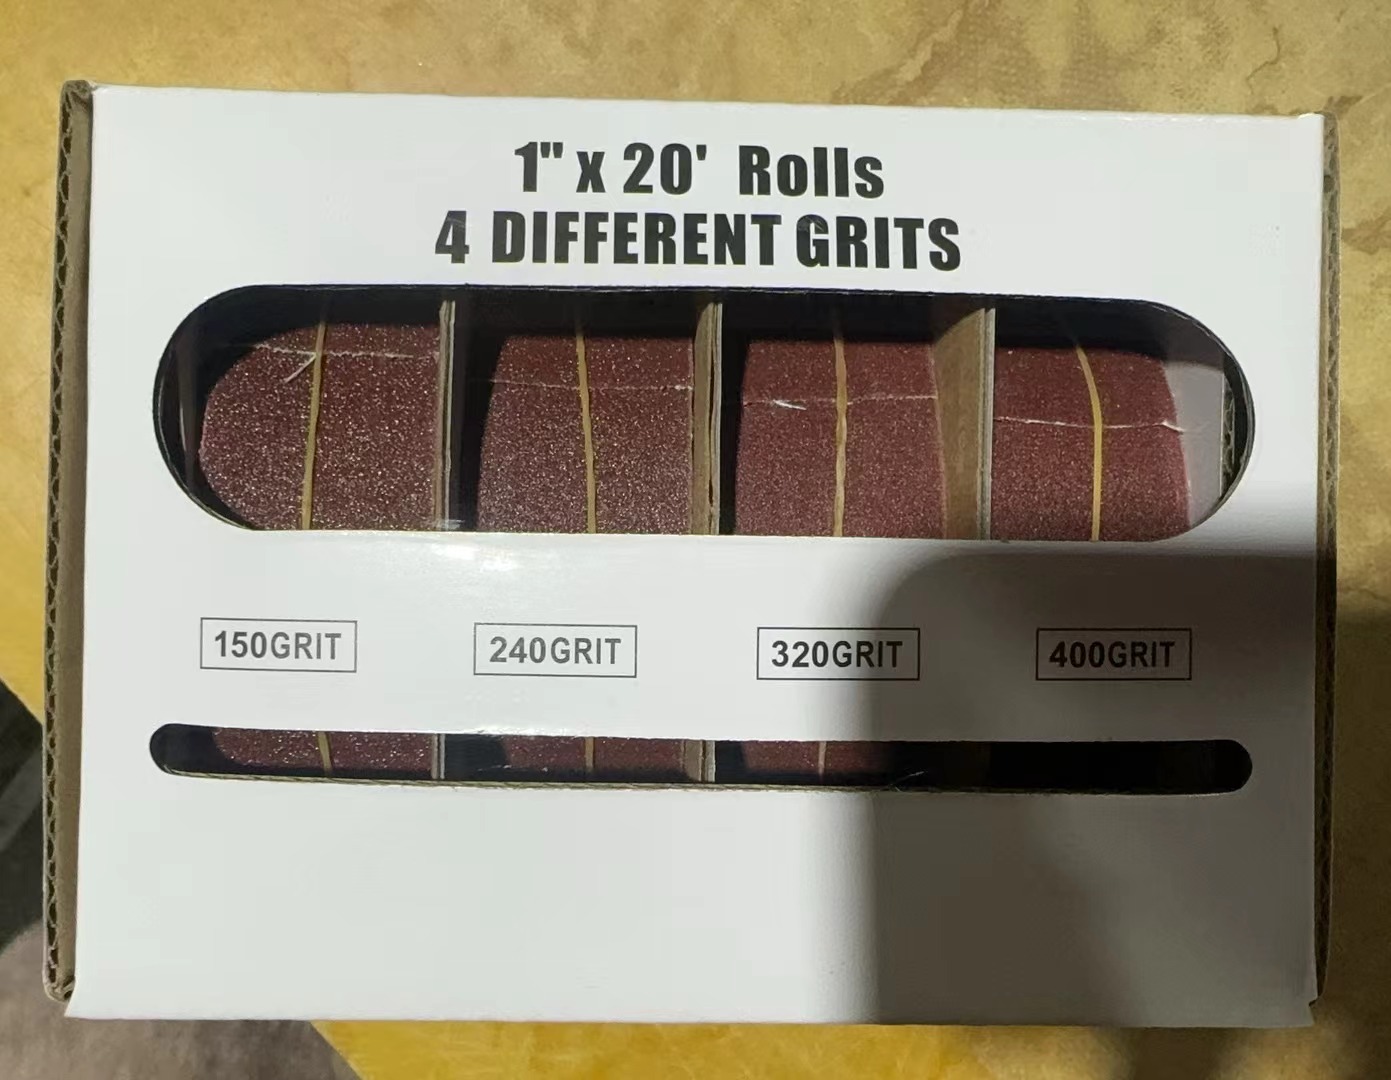 1" x 20' Rolls
4 DIFFERENT GRITS
150GRIT
240GRIT
320GRIT
400GRIT